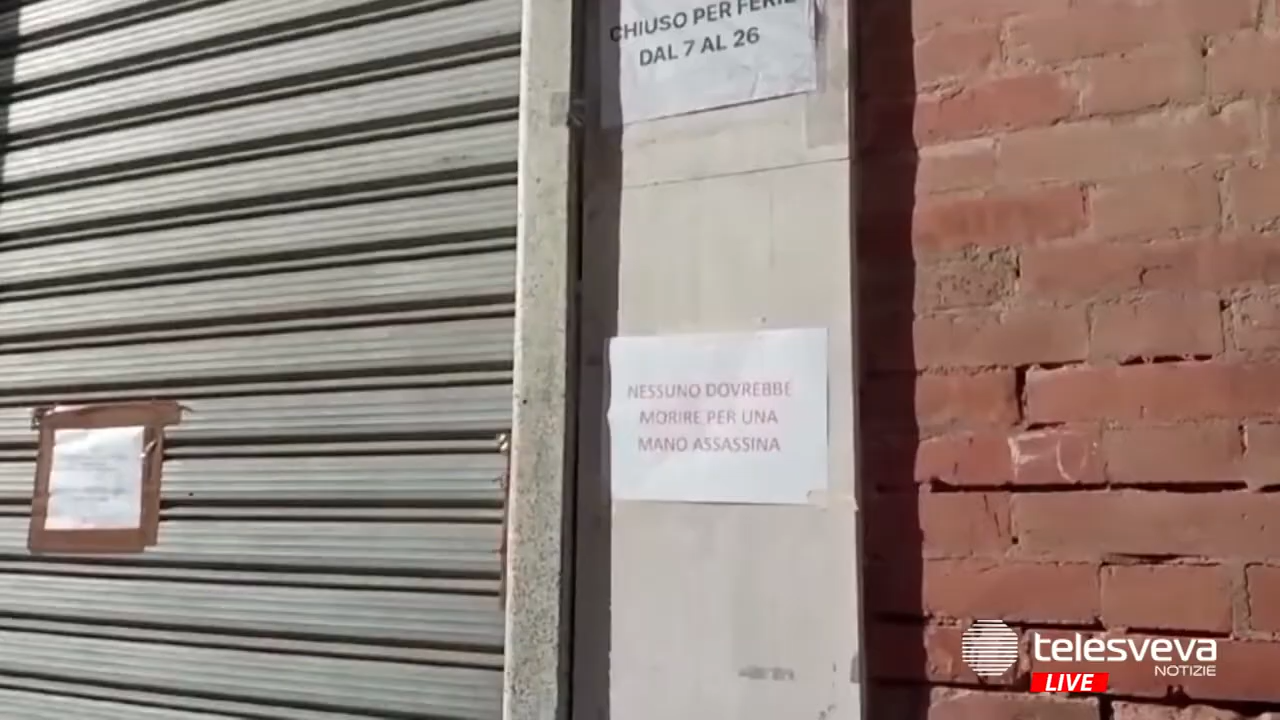 CHIUSO PER FERIE
DAL 7 AL 26
NESSUNO DOVREBBE
MORIRE PER UNA
MANO ASSASSINA
telesveva
NOTIZIE
LIVE